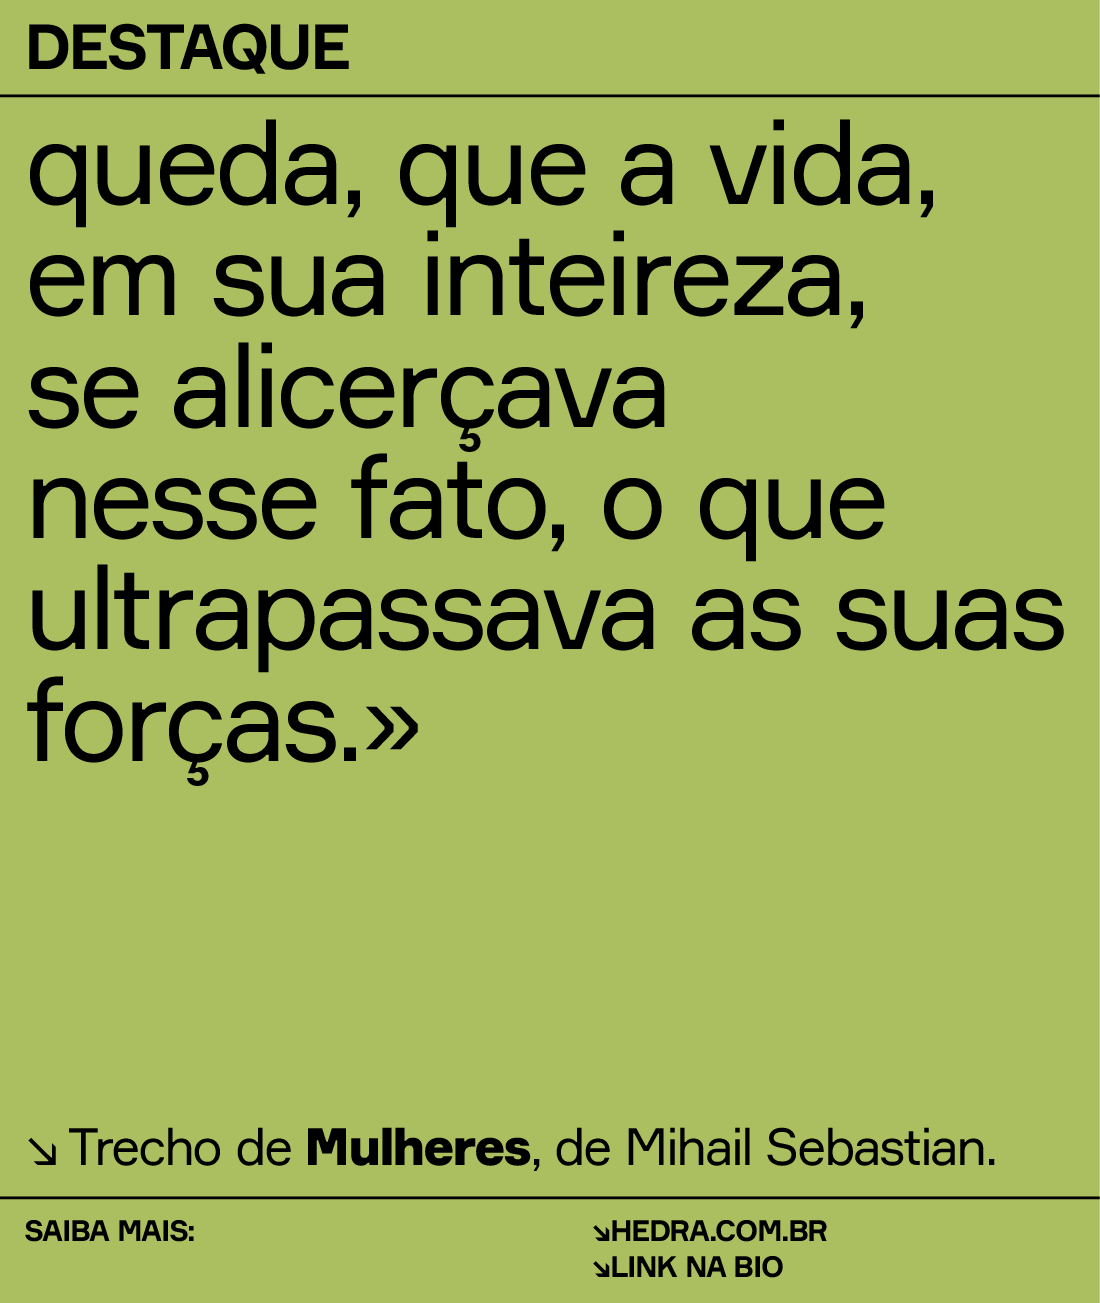 DESTAQUE
queda, que a vida,
em sua inteireza,
se alicerçava
nesse fato, o que
ultrapassava as suas
forças.»
↘ Trecho de Mulheres, de Mihail Sebastian.
SAIBA MAIS:
↘HEDRA.COM.BR
↘LINK NA BIO